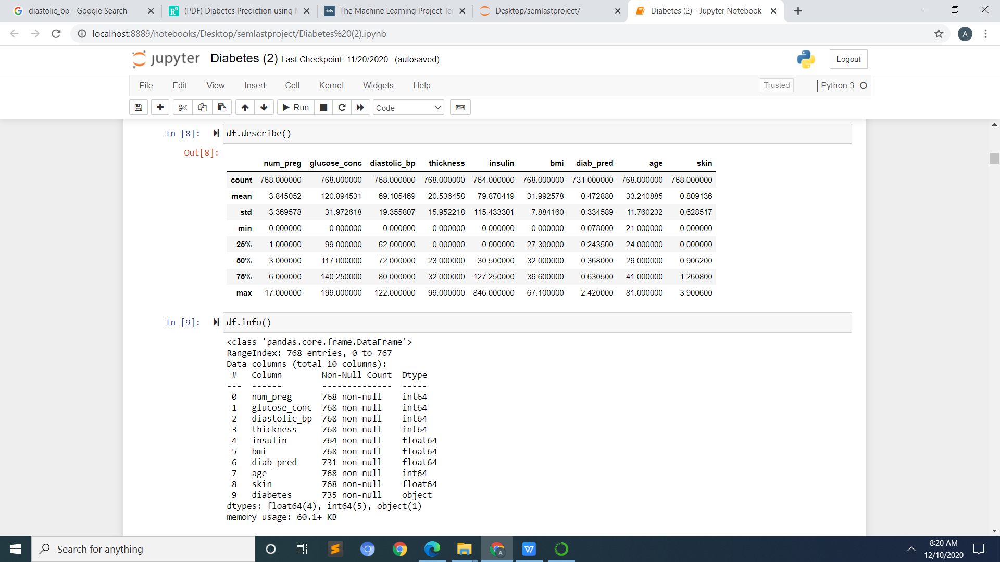 diastolic_bp - Google Search
(PDF) Diabetes Prediction using
The Machine Learning Project Te
Desktop/semlastproject/
Diabetes (2) - Jupyter Notebook
localhost:8889/notebooks/Desktop/semlastproject/Diabetes%20(2).ipynb
A
jupyter Diabetes (2) Last Checkpoint: 11/20/2020 (autosaved)
Logout
File Edit View Insert Cell Kernel Widgets Help
Trusted Python 3
Run Code
In [8]: df.describe()
Out[8]:
num_preg glucose_conc diastolic_bp thickness insulin bmi diab_pred age skin
count 768.000000 768.000000 768.000000 768.000000 764.000000 768.000000 731.000000 768.000000 768.000000
mean 3.845052 120.894531 69.105469 20.536458 79.870419 31.992578 0.472880 33.240885 0.809136
std 3.369578 31.972618 19.355807 15.952218 115.433301 7.884160 0.334589 11.760232 0.628517
min 0.000000 0.000000 0.000000 0.000000 0.000000 0.000000 0.078000 21.000000 0.000000
25% 1.000000 99.000000 62.000000 0.000000 0.000000 27.300000 0.243500 24.000000 0.000000
50% 3.000000 117.000000 72.000000 23.000000 30.500000 32.000000 0.368000 29.000000 0.906200
75% 6.000000 140.250000 80.000000 32.000000 127.250000 36.600000 0.630500 41.000000 1.260800
max 17.000000 199.000000 122.000000 99.000000 846.000000 67.100000 2.420000 81.000000 3.900600
In [9]: df.info()
<class 'pandas.core.frame.DataFrame'>
RangeIndex: 768 entries, 0 to 767
Data columns (total 10 columns):
# Column Non-Null Count Dtype
--- ------ -------------- -----
0 num_preg 768 non-null int64
1 glucose_conc 768 non-null int64
2 diastolic_bp 768 non-null int64
3 thickness 768 non-null int64
4 insulin 764 non-null float64
5 bmi 768 non-null float64
6 diab_pred 731 non-null float64
7 age 768 non-null int64
8 skin 768 non-null float64
9 diabetes 735 non-null object
dtypes: float64(4), int64(5), object(1)
memory usage: 60.1+ KB
Search for anything
8:20 AM
12/10/2020